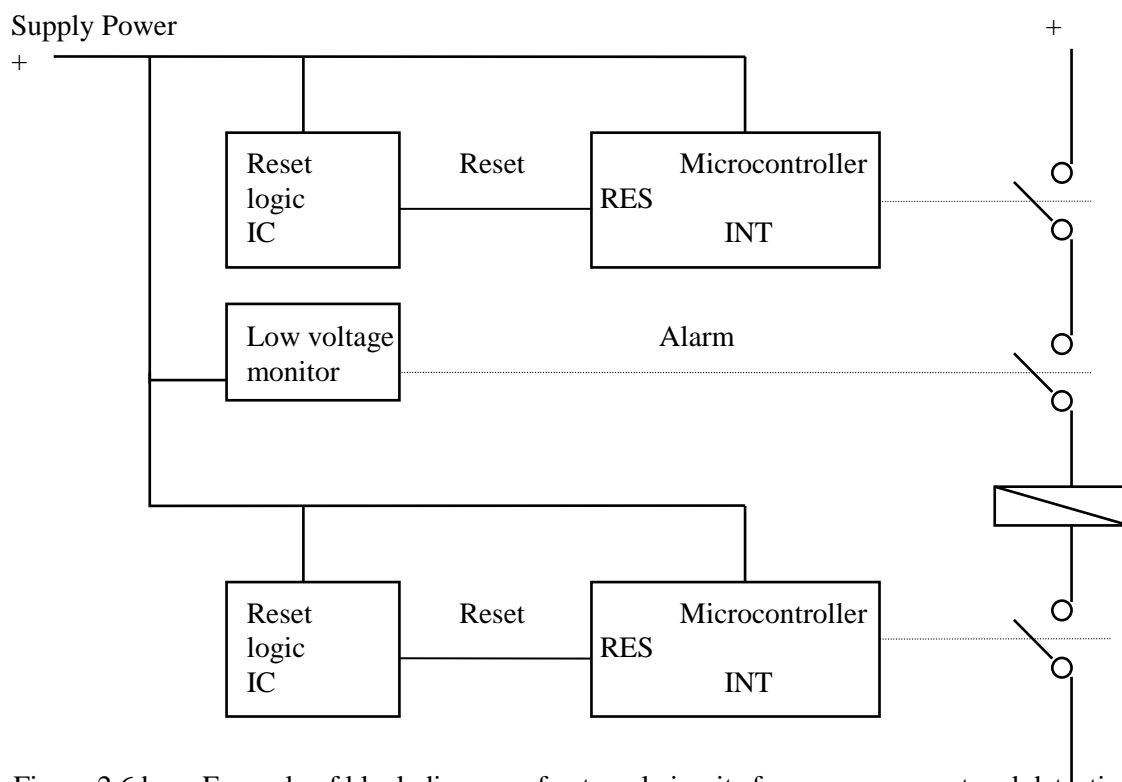 Supply Power
+
+
Reset
logic
IC
Reset
Microcontroller
RES
INT
Low voltage
monitor
Alarm
Reset
logic
IC
Reset
Microcontroller
RES
INT